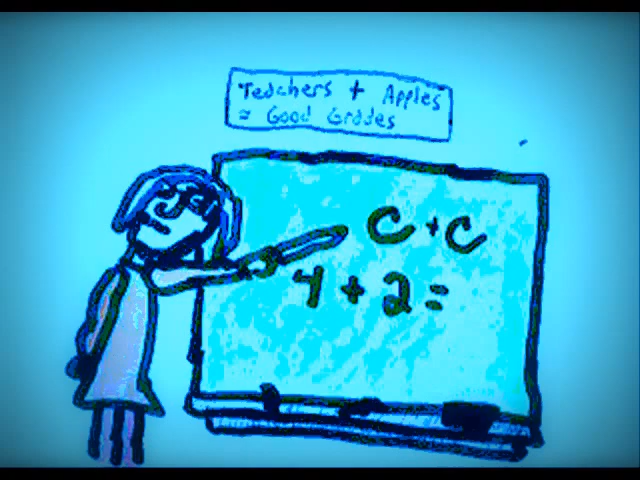 Teachers + Apples
= Good Grades
C + C
4 + 2 =